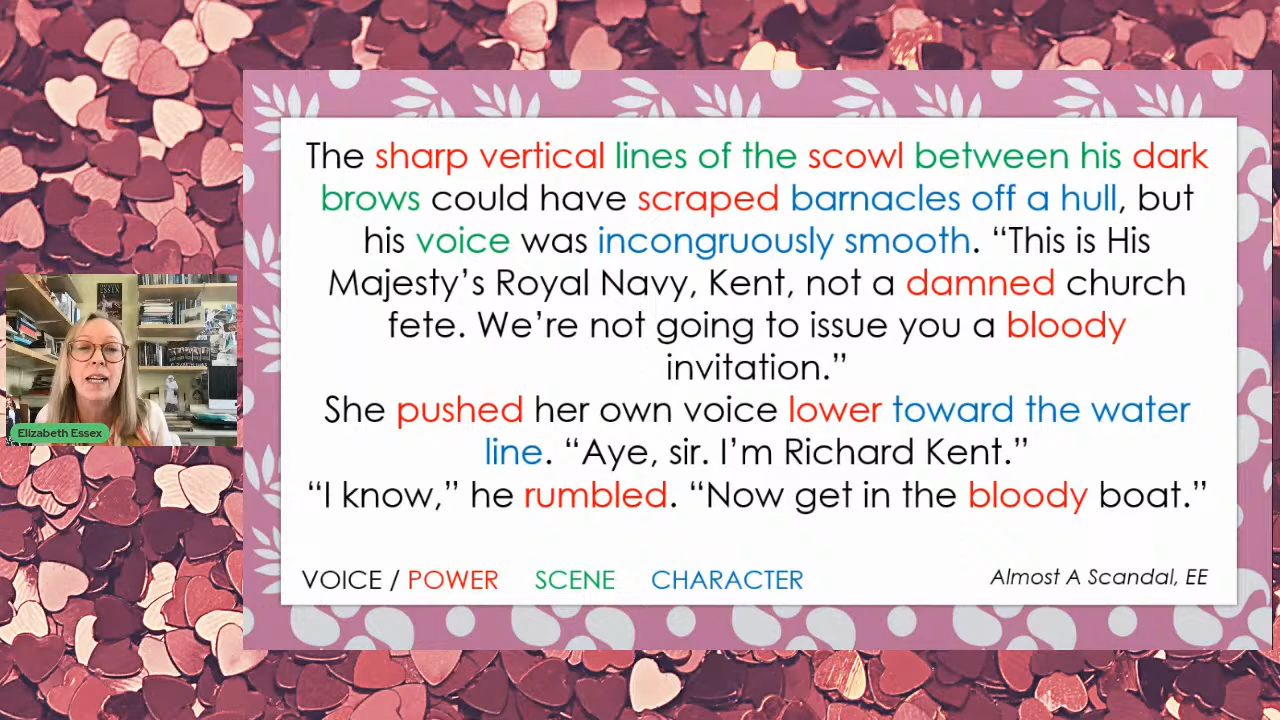 The sharp vertical lines of the scowl between his dark
brows could have scraped barnacles off a hull, but
his voice was incongruously smooth. “This is His
Majesty’s Royal Navy, Kent, not a damned church
fete. We’re not going to issue you a bloody
invitation.”
She pushed her own voice lower toward the water
line. “Aye, sir. I’m Richard Kent.”
“I know,” he rumbled. “Now get in the bloody boat.”
VOICE / POWER SCENE CHARACTER
Almost A Scandal, EE
Elizabeth Essex